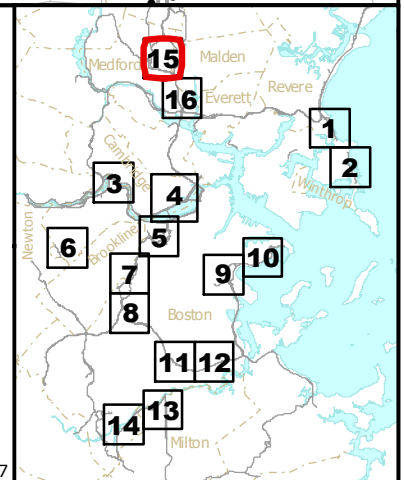 15
Medford
Malden
16
Everett
Revere
1
2
Cambridge
Winthrop
3
4
Newton
6
Brookline
5
7
9
10
8
Boston
11
12
13
14
Milton
7